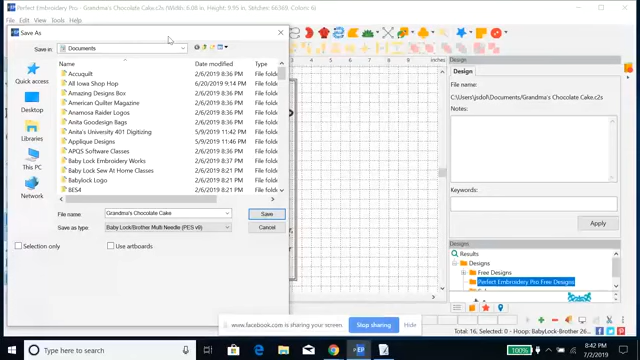 Perfect Embroidery Pro - Grandma's Chocolate Cake.c2s (Width: 6.08 in, Height: 9.95 in, Stitches: 66369, Colors: 6)
File Edit View Tools Help
Save As
Save in: Documents
Name Date modified Type
Accuquilt 2/6/2019 8:36 PM File folde
All Iowa Shop Hop 6/20/2019 9:14 PM File folde
Amazing Designs Box 2/6/2019 8:36 PM File folde
American Quilter Magazine 2/6/2019 8:36 PM File folde
Anamosa Raider Logos 2/6/2019 8:36 PM File folde
Anita Goodesign Bags 2/6/2019 8:36 PM File folde
Anita's University 401 Digitizing 5/9/2019 11:42 PM File folde
Applique Designs 5/9/2019 11:46 PM File folde
APQS Software Classes 2/6/2019 8:36 PM File folde
Baby Lock Embroidery Works 2/6/2019 8:37 PM File folde
Baby Lock Sew At Home Classes 2/6/2019 8:21 PM File folde
Babylock Logo 2/6/2019 8:21 PM File folde
BES4 2/6/2019 8:21 PM File folde
Quick access
Desktop
Libraries
This PC
Network
File name: Grandma's Chocolate Cake Save
Save as type: Baby Lock/Brother Multi Needle (PES v9) Cancel
Selection only Use artboards
inches
Design
Design
File name:
C:\Users\jsdol\Documents\Grandma's Chocolate Cake.c2s
Notes:
Keywords:
Apply
Designs
Results
Designs
Free Designs
Perfect Embroidery Pro Free Designs
Total: 16, Selected: 0 - Hoop: BabyLock-Brother 26
www.facebook.com is sharing your screen. Stop sharing Hide
Type here to search
100%
8:42 PM
7/2/2019